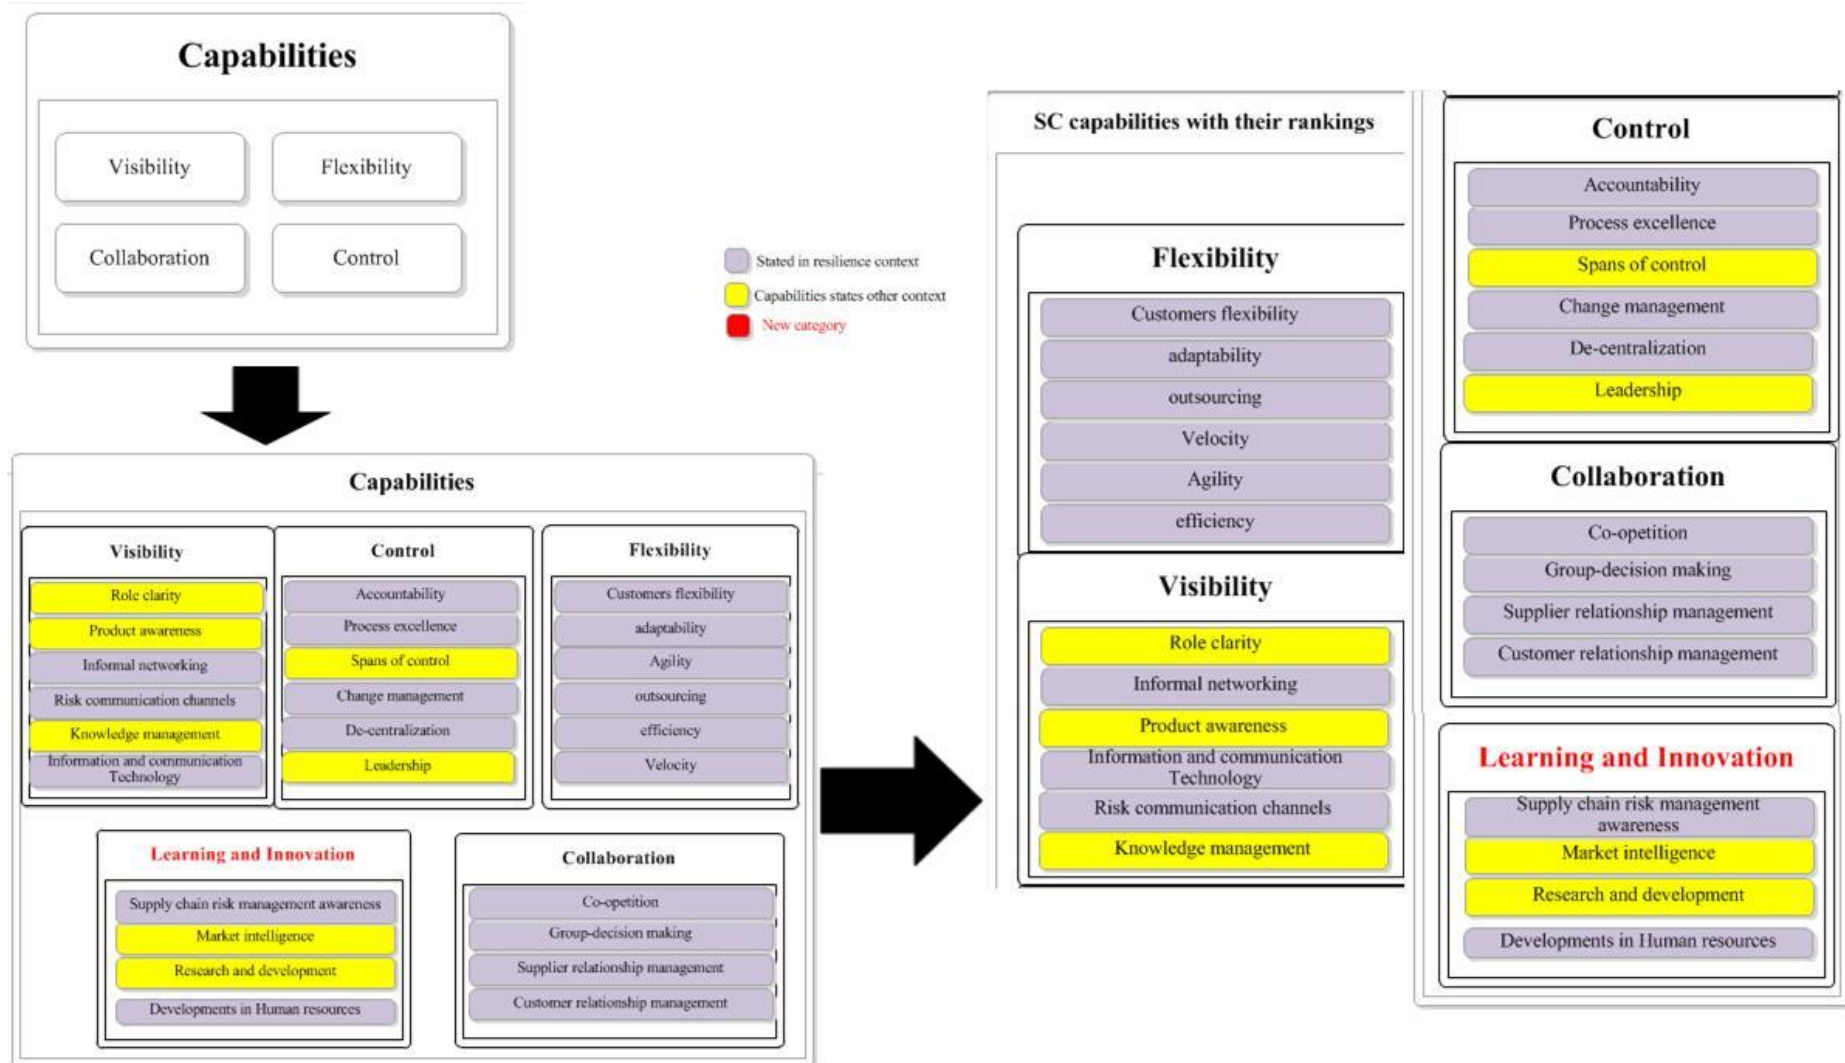 Capabilities
Visibility
Flexibility
Collaboration
Control
Stated in resilience context
Capabilities states other context
New category
Capabilities
Visibility
Role clarity
Product awareness
Informal networking
Risk communication channels
Knowledge management
Information and communication
Technology
Control
Accountability
Process excellence
Spans of control
Change management
De-centralization
Leadership
Flexibility
Customers flexibility
adaptability
Agility
outsourcing
efficiency
Velocity
Learning and Innovation
Supply chain risk management awareness
Market intelligence
Research and development
Developments in Human resources
Collaboration
Co-opetition
Group-decision making
Supplier relationship management
Customer relationship management
SC capabilities with their rankings
Flexibility
Customers flexibility
adaptability
outsourcing
Velocity
Agility
efficiency
Visibility
Role clarity
Informal networking
Product awareness
Information and communication
Technology
Risk communication channels
Knowledge management
Control
Accountability
Process excellence
Spans of control
Change management
De-centralization
Leadership
Collaboration
Co-opetition
Group-decision making
Supplier relationship management
Customer relationship management
Learning and Innovation
Supply chain risk management
awareness
Market intelligence
Research and development
Developments in Human resources